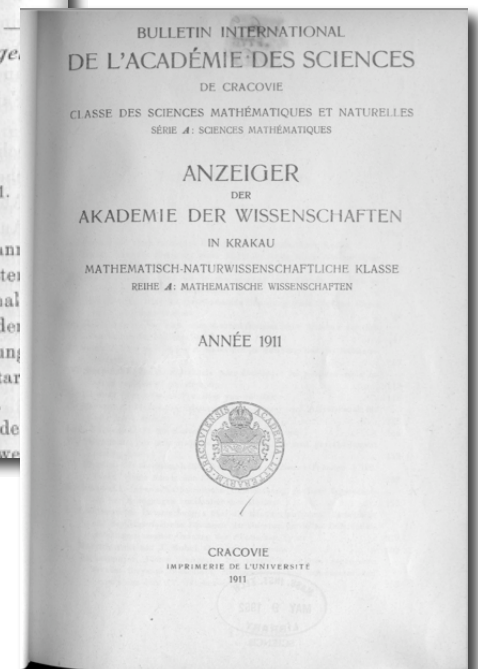 BULLETIN INTERNATIONAL
DE L'ACADÉMIE DES SCIENCES
DE CRACOVIE
CLASSE DES SCIENCES MATHÉMATIQUES ET NATURELLES
SÉRIE A: SCIENCES MATHÉMATIQUES
ANZEIGER
DER
AKADEMIE DER WISSENSCHAFTEN
IN KRAKAU
MATHEMATISCH-NATURWISSENSCHAFTLICHE KLASSE
REIHE A: MATHEMATISCHE WISSENSCHAFTEN
ANNÉE 1911
CRACOVIE
IMPRIMERIE DE L'UNIVERSITÉ
1911